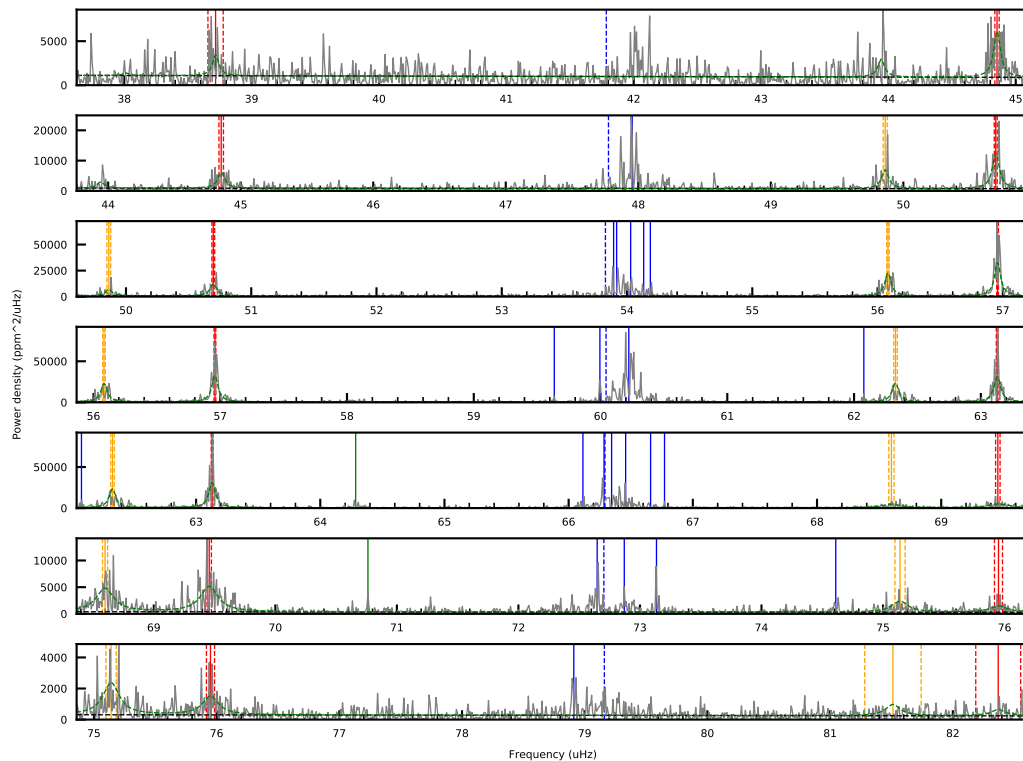 5000
0
38 39 40 41 42 43 44 45
20000
10000
0
44 45 46 47 48 49 50
50000
25000
0
50 51 52 53 54 55 56 57
50000
0
56 57 58 59 60 61 62 63
Power density (ppm^2/uHz)
50000
0
63 64 65 66 67 68 69
10000
5000
0
69 70 71 72 73 74 75 76
4000
2000
0
75 76 77 78 79 80 81 82
Frequency (uHz)